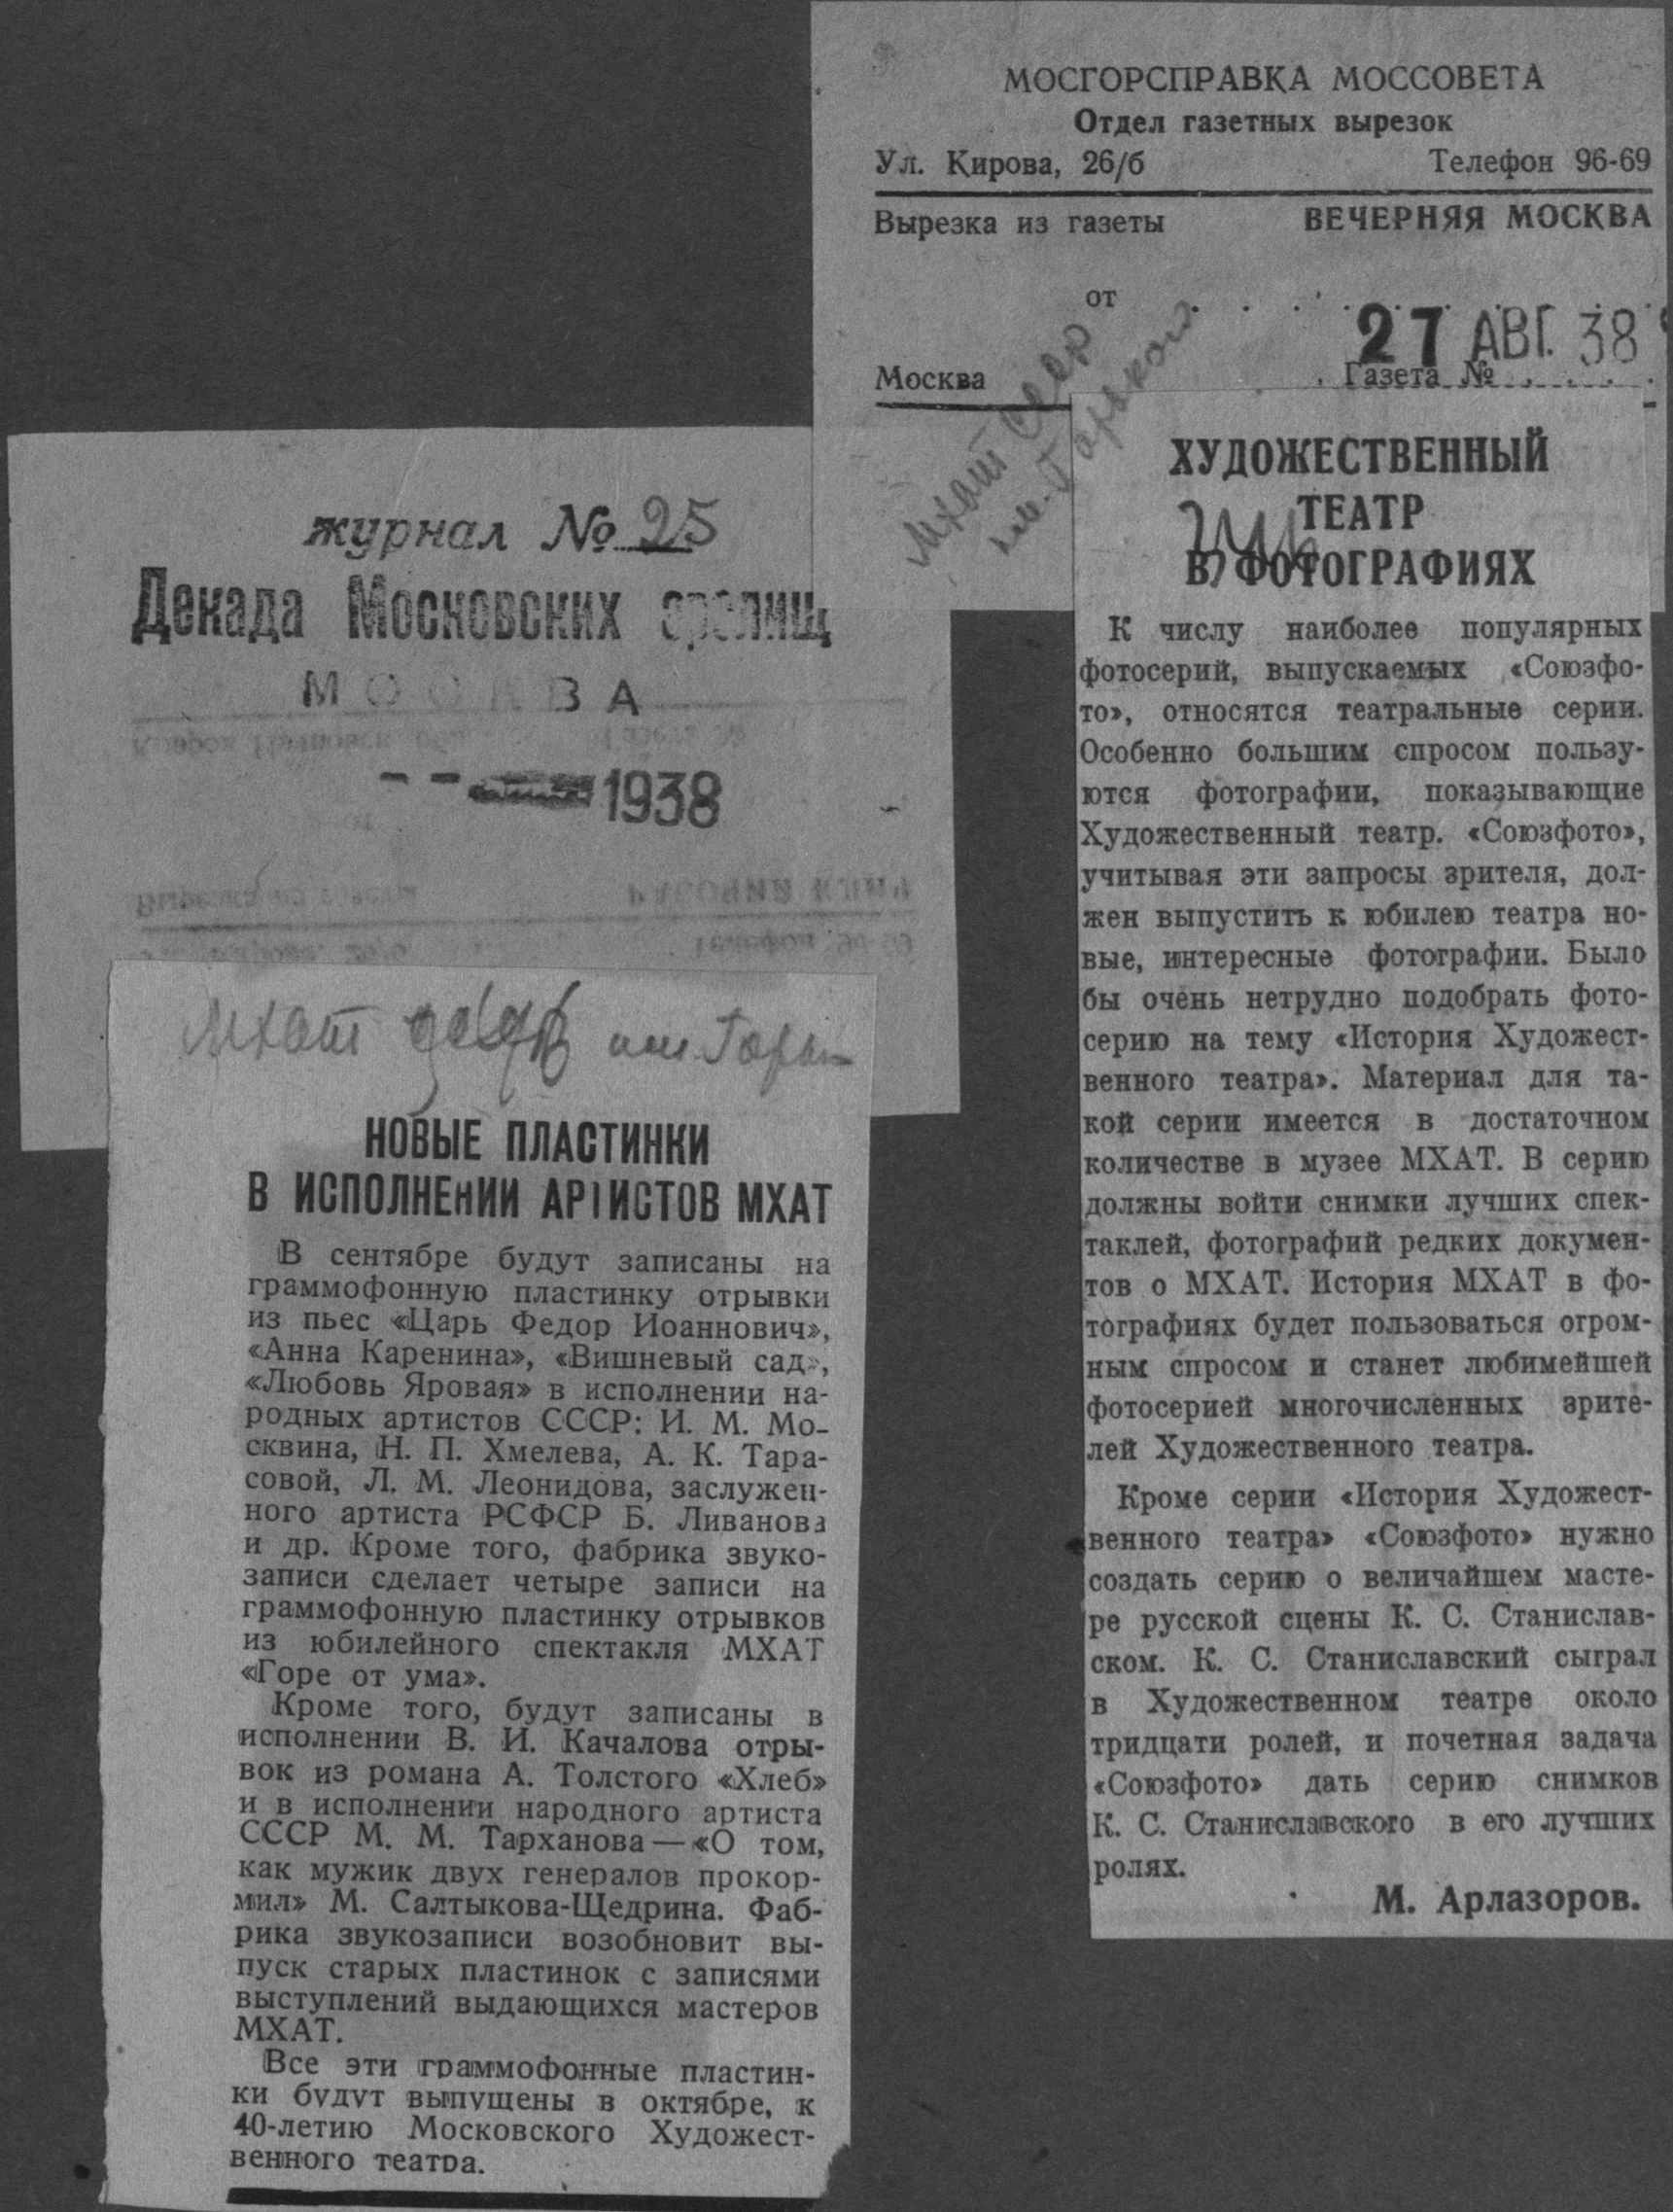 МОСГОРСПРАВКА МОССОВЕТА
Отдел газетных вырезок
Ул. Кирова, 26/б Телефон 96-69
Вырезка из газеты ВЕЧЕРНЯЯ МОСКВА
от
27 АВГ. 38
Москва Газета №
МХАТ СССР
им. Горького
ХУДОЖЕСТВЕННЫЙ
ТЕАТР
В ФОТОГРАФИЯХ
К числу наиболее популярных
фотосерий, выпускаемых «Союзфо-
то», относятся театральные серии.
Особенно большим спросом пользу-
ются фотографии, показывающие
Художественный театр. «Союзфото»,
учитывая эти запросы зрителя, дол-
жен выпустить к юбилею театра но-
вые, интересные фотографии. Было
бы очень нетрудно подобрать фото-
серию на тему «История Художест-
венного театра». Материал для та-
кой серии имеется в достаточном
количестве в музее МХАТ. В серию
должны войти снимки лучших спек-
таклей, фотографий редких докумен-
тов о МХАТ. История МХАТ в фо-
тографиях будет пользоваться огром-
ным спросом и станет любимейшей
фотосерией многочисленных зрите-
лей Художественного театра.
Кроме серии «История Художест-
венного театра» «Союзфото» нужно
создать серию о величайшем масте-
ре русской сцены К. С. Станислав-
ском. К. С. Станиславский сыграл
в Художественном театре около
тридцати ролей, и почетная задача
«Союзфото» дать серию снимков
К. С. Станиславского в его лучших
ролях.
М. Арлазоров.
журнал № 25
Декада Московских зрелищ
МОСКВА
1938
МХАТ им. Горьк
НОВЫЕ ПЛАСТИНКИ
В ИСПОЛНЕНИИ АРТИСТОВ МХАТ
В сентябре будут записаны на
граммофонную пластинку отрывки
из пьес «Царь Федор Иоаннович»,
«Анна Каренина», «Вишневый сад»,
«Любовь Яровая» в исполнении на-
родных артистов СССР: И. М. Мо-
сквина, Н. П. Хмелева, А. К. Тара-
совой, Л. М. Леонидова, заслужен-
ного артиста РСФСР Б. Ливанова
и др. Кроме того, фабрика звуко-
записи сделает четыре записи на
граммофонную пластинку отрывков
из юбилейного спектакля МХАТ
«Горе от ума».
Кроме того, будут записаны в
исполнении В. И. Качалова отры-
вок из романа А. Толстого «Хлеб»
и в исполнении народного артиста
СССР М. М. Тарханова — «О том,
как мужик двух генералов прокор-
мил» М. Салтыкова-Щедрина. Фаб-
рика звукозаписи возобновит вы-
пуск старых пластинок с записями
выступлений выдающихся мастеров
МХАТ.
Все эти граммофонные пластин-
ки будут выпущены в октябре, к
40-летию Московского Художест-
венного театра.